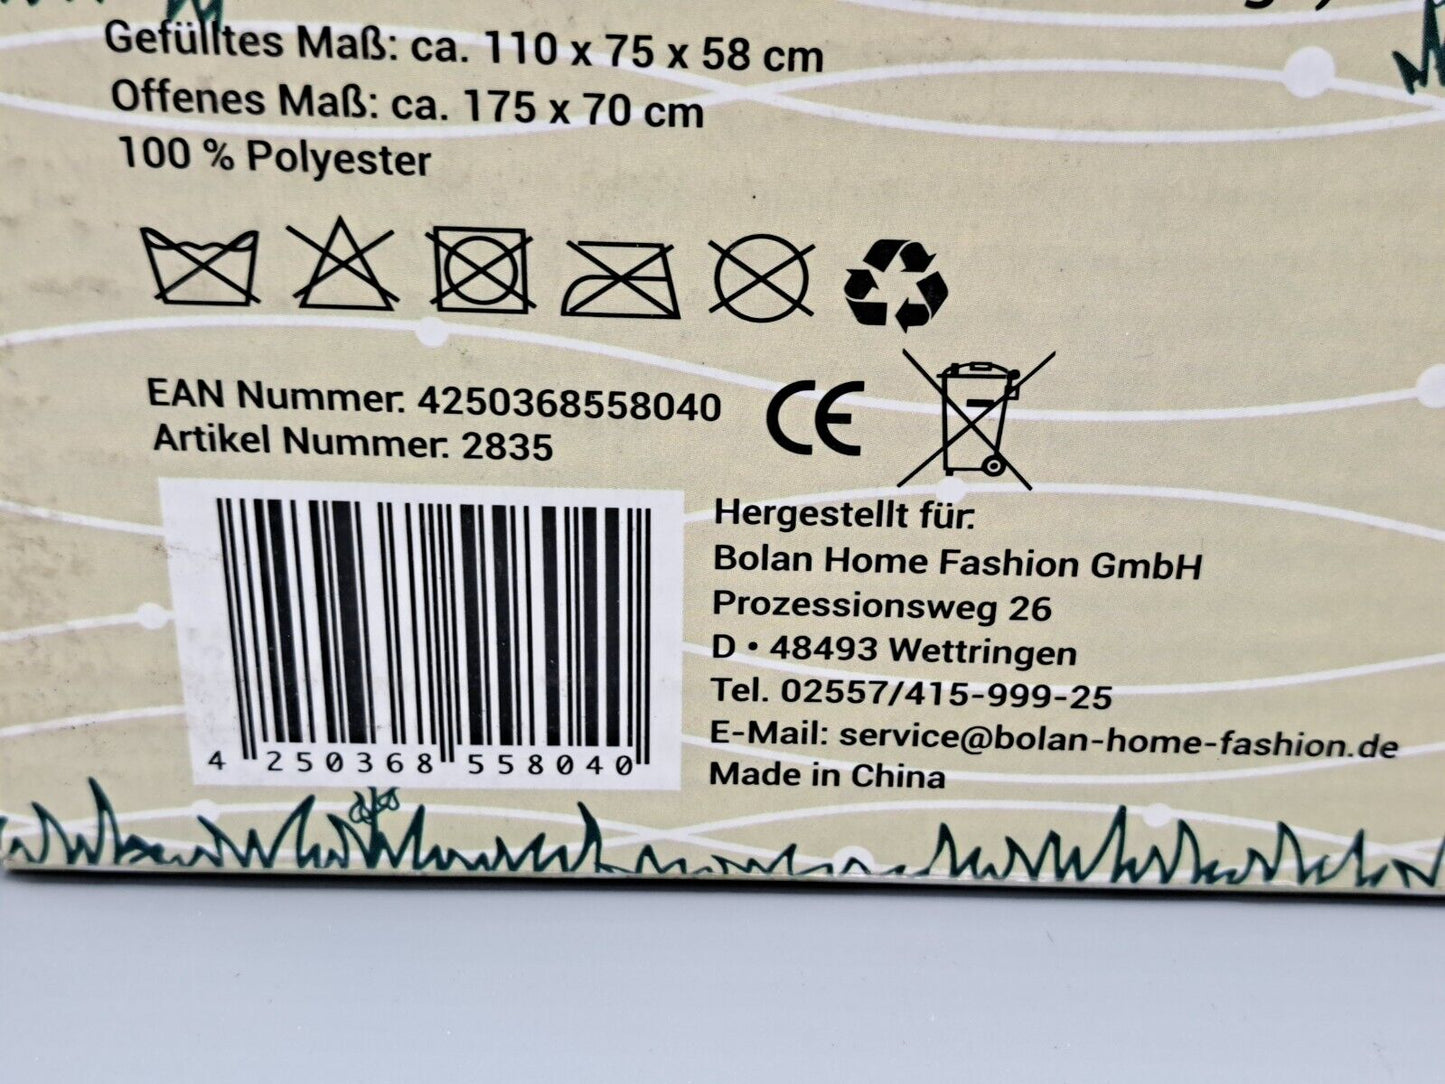 Gefülltes Maß: ca. 110 x 75 x 58 cm
Offenes Maß: ca. 175 x 70 cm
100 % Polyester
EAN Nummer: 4250368558040
Artikel Nummer: 2835
CE
4 250368 558040
Hergestellt für:
Bolan Home Fashion GmbH
Prozessionsweg 26
D • 48493 Wettringen
Tel. 02557/415-999-25
E-Mail: service@bolan-home-fashion.de
Made in China